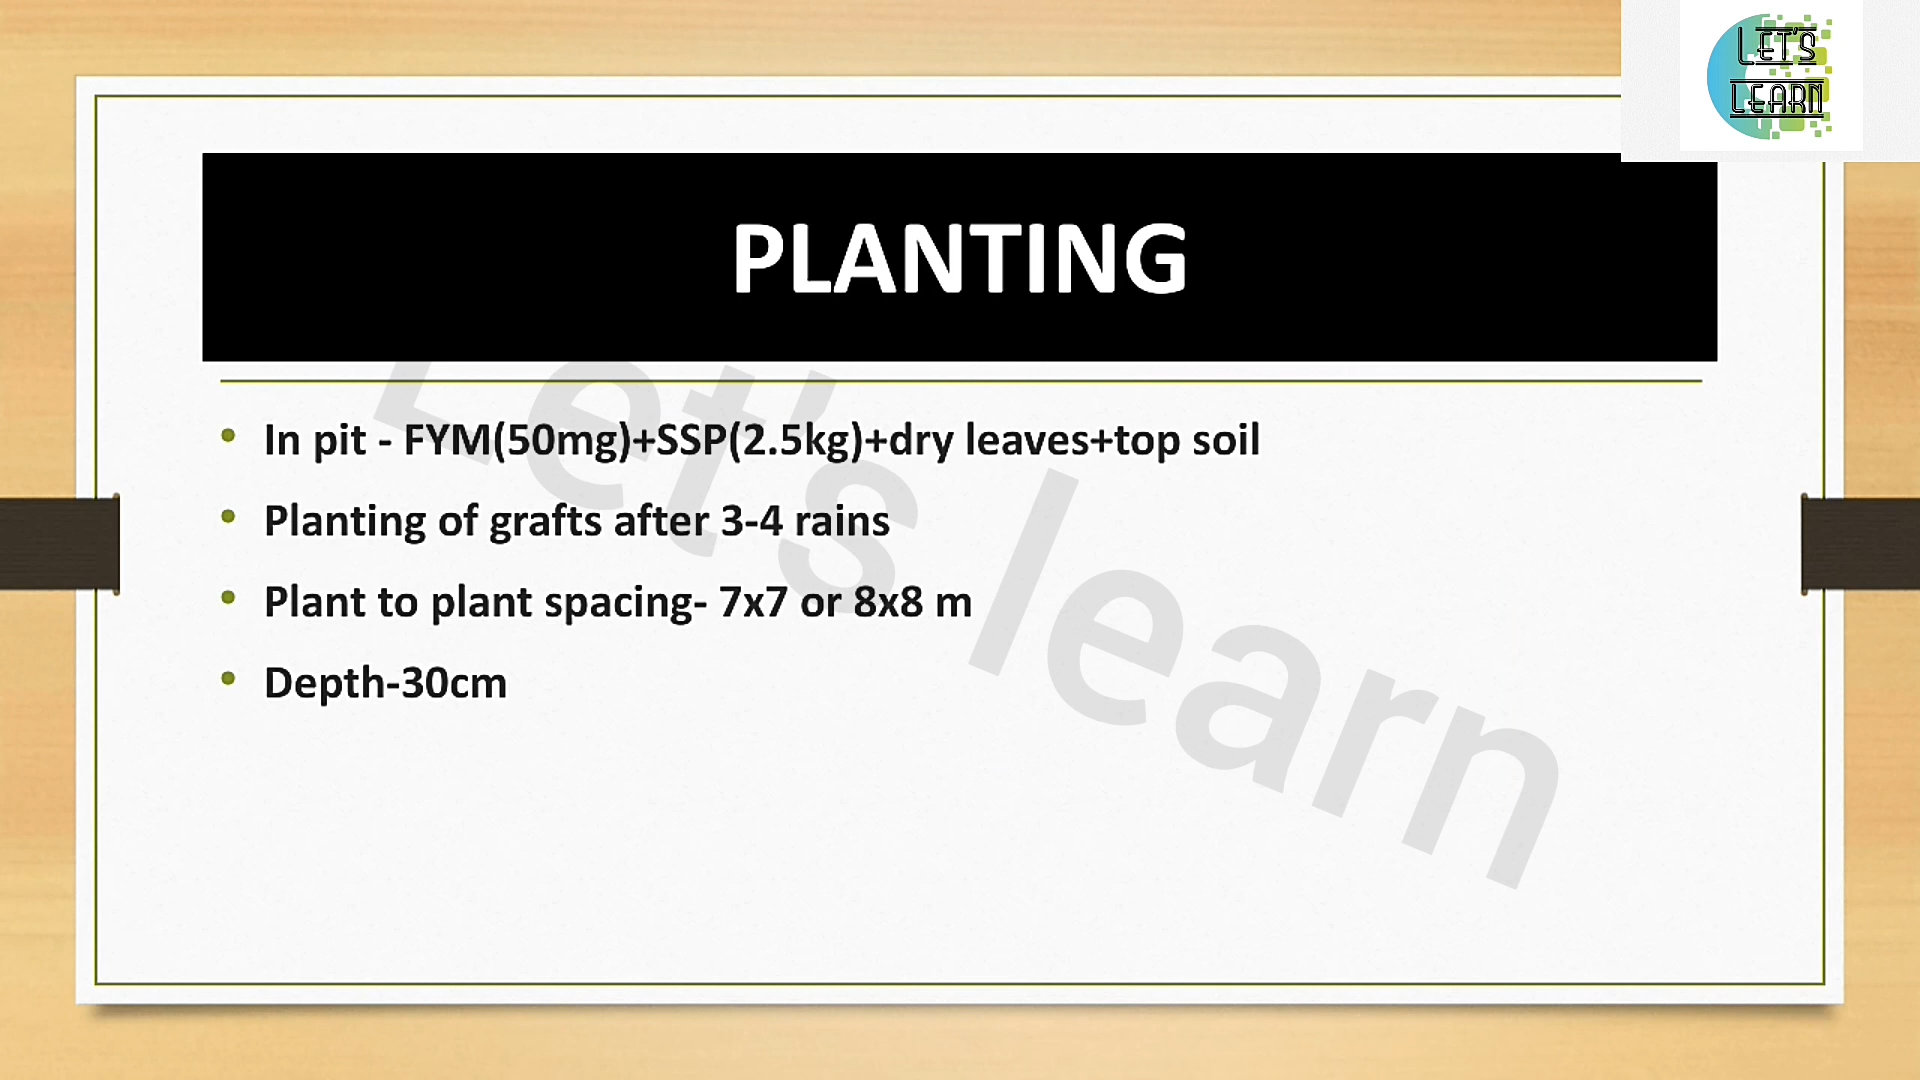 LET'S
LEARN
PLANTING
Let's learn
• In pit - FYM(50mg)+SSP(2.5kg)+dry leaves+top soil
• Planting of grafts after 3-4 rains
• Plant to plant spacing- 7x7 or 8x8 m
• Depth-30cm